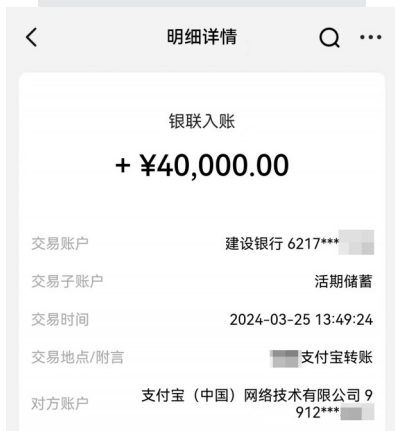 明细详情
银联入账
+ ¥40,000.00
交易账户 建设银行 6217***
交易子账户 活期储蓄
交易时间 2024-03-25 13:49:24
交易地点/附言 支付宝转账
对方账户 支付宝（中国）网络技术有限公司 9
912***